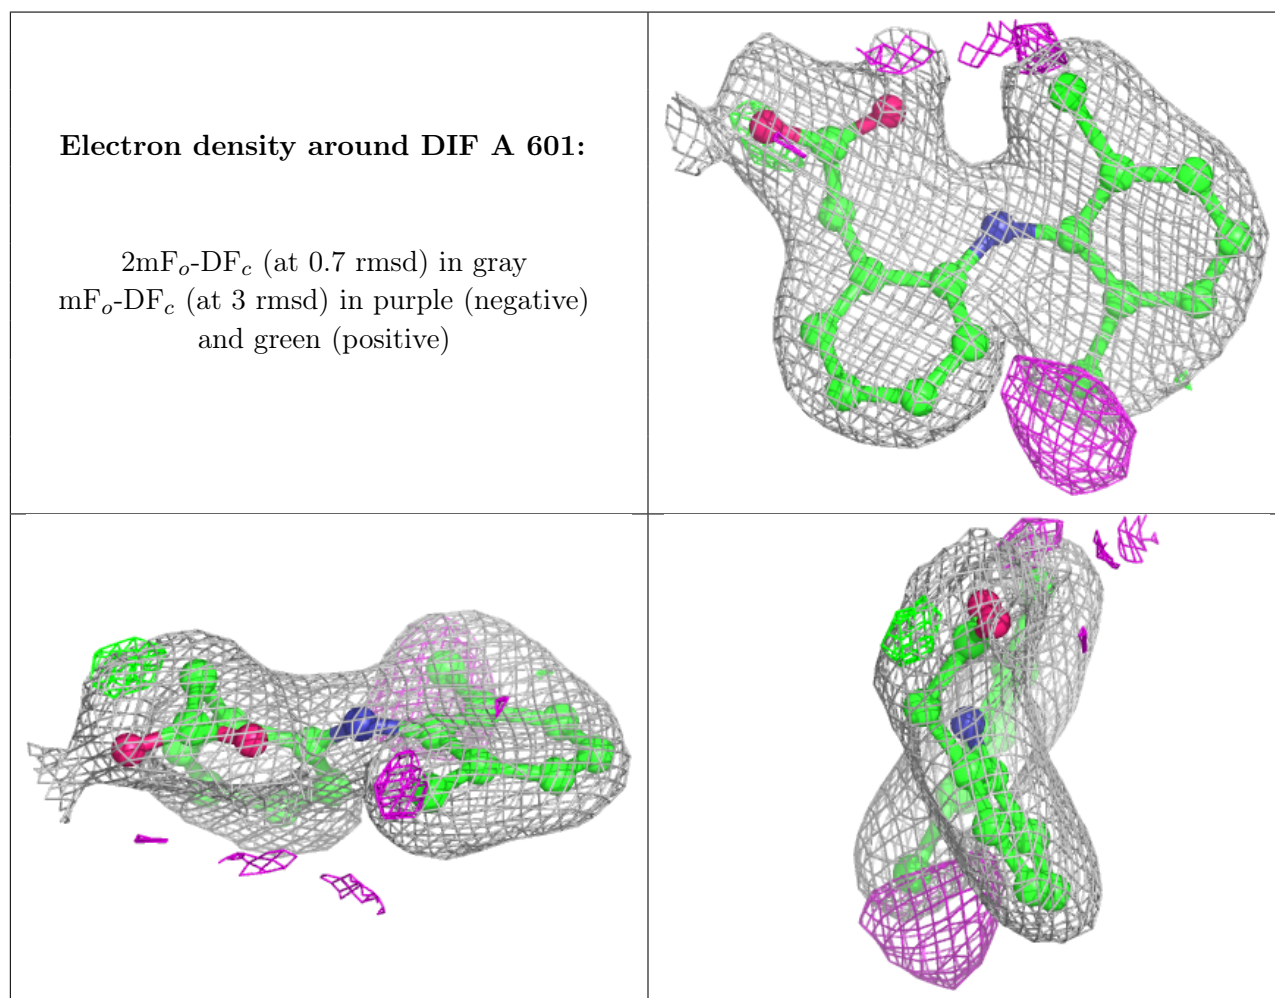 Electron density around DIF A 601:
2mFo-DFc (at 0.7 rmsd) in gray
mFo-DFc (at 3 rmsd) in purple (negative)
and green (positive)